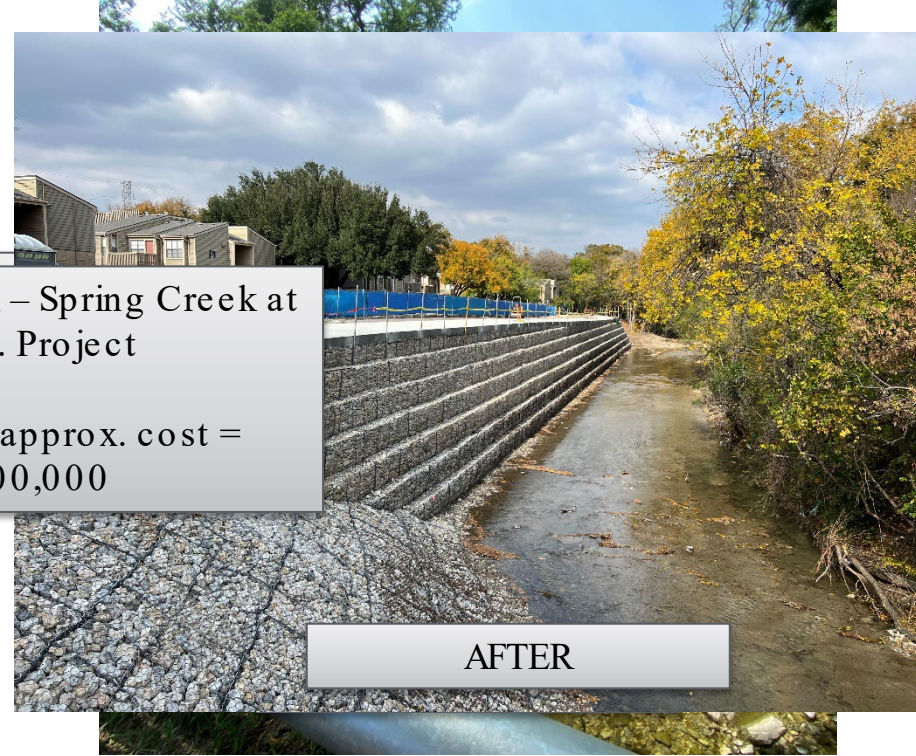 – Spring Creek at
. Project
approx. cost =
00,000
AFTER